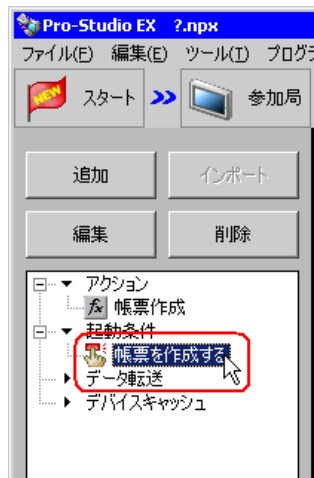 Pro-Studio EX ?.npx
ファイル(F) 編集(E) ツール(T) プログラ
NEW スタート 参加局
追加 インポート
編集 削除
アクション
fx 帳票作成
起動条件
帳票を作成する
データ転送
デバイスキャッシュ